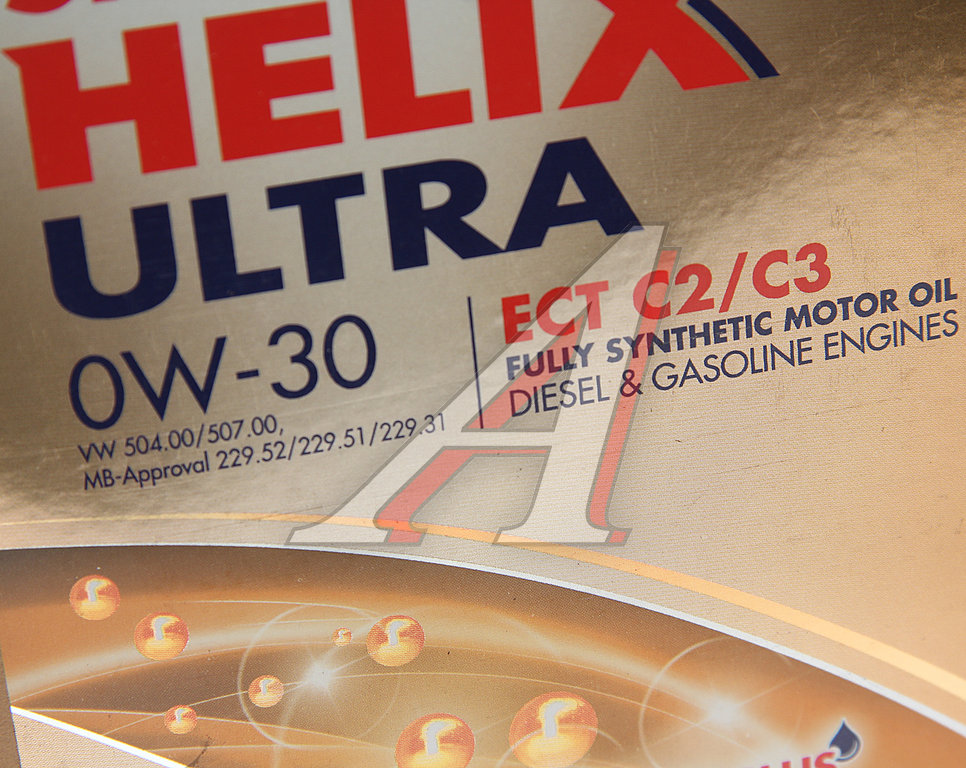 HELIX
ULTRA
0W-30
VW 504.00/507.00,
MB-Approval 229.52/229.51/229.31
ECT C2/C3
FULLY SYNTHETIC MOTOR OIL
DIESEL & GASOLINE ENGINES
A